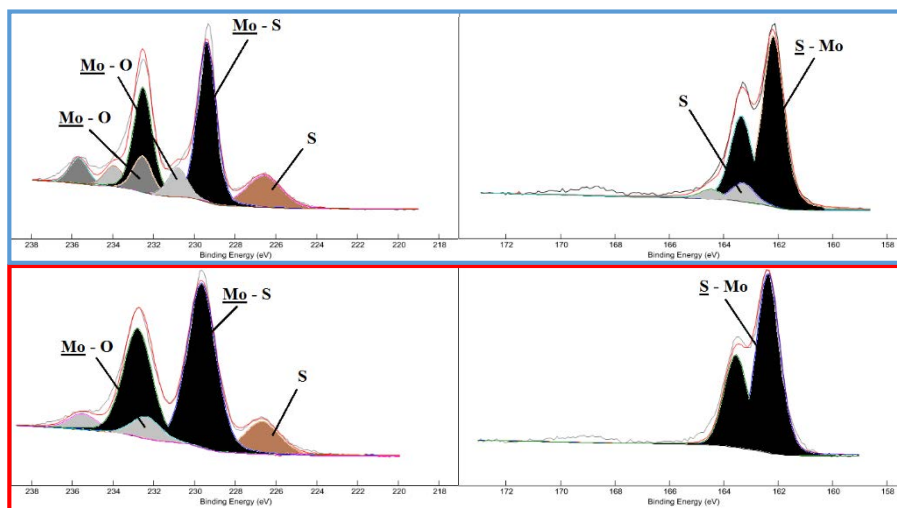 Mo - S
Mo - O
Mo - O
S
238 236 234 232 230 228 226 224 222 220 218
Binding Energy (eV)
S - Mo
S
172 170 168 166 164 162 160 158
Binding Energy (eV)
Mo - S
Mo - O
S
238 236 234 232 230 228 226 224 222 220 218
Binding Energy (eV)
S - Mo
172 170 168 166 164 162 160 158
Binding Energy (eV)